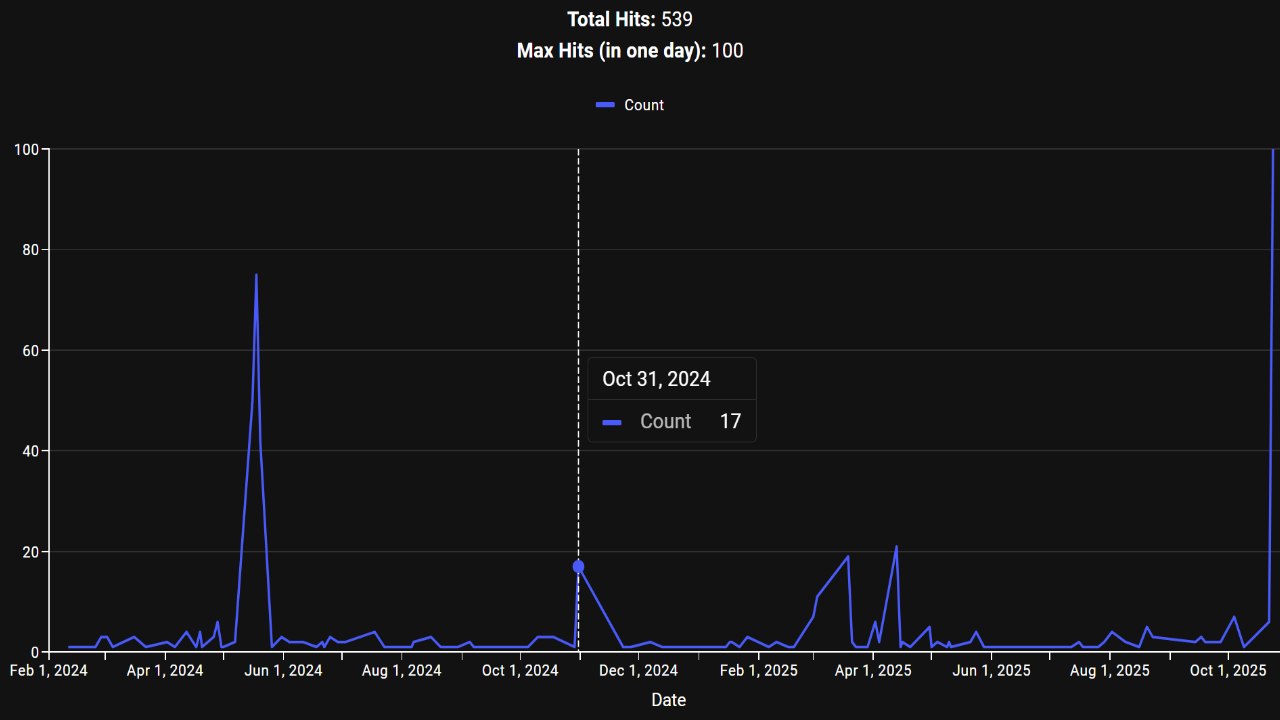 Total Hits: 539
Max Hits (in one day): 100
Count
100
80
60
40
20
0
Oct 31, 2024
Count 17
Feb 1, 2024 Apr 1, 2024 Jun 1, 2024 Aug 1, 2024 Oct 1, 2024 Dec 1, 2024 Feb 1, 2025 Apr 1, 2025 Jun 1, 2025 Aug 1, 2025 Oct 1, 2025
Date